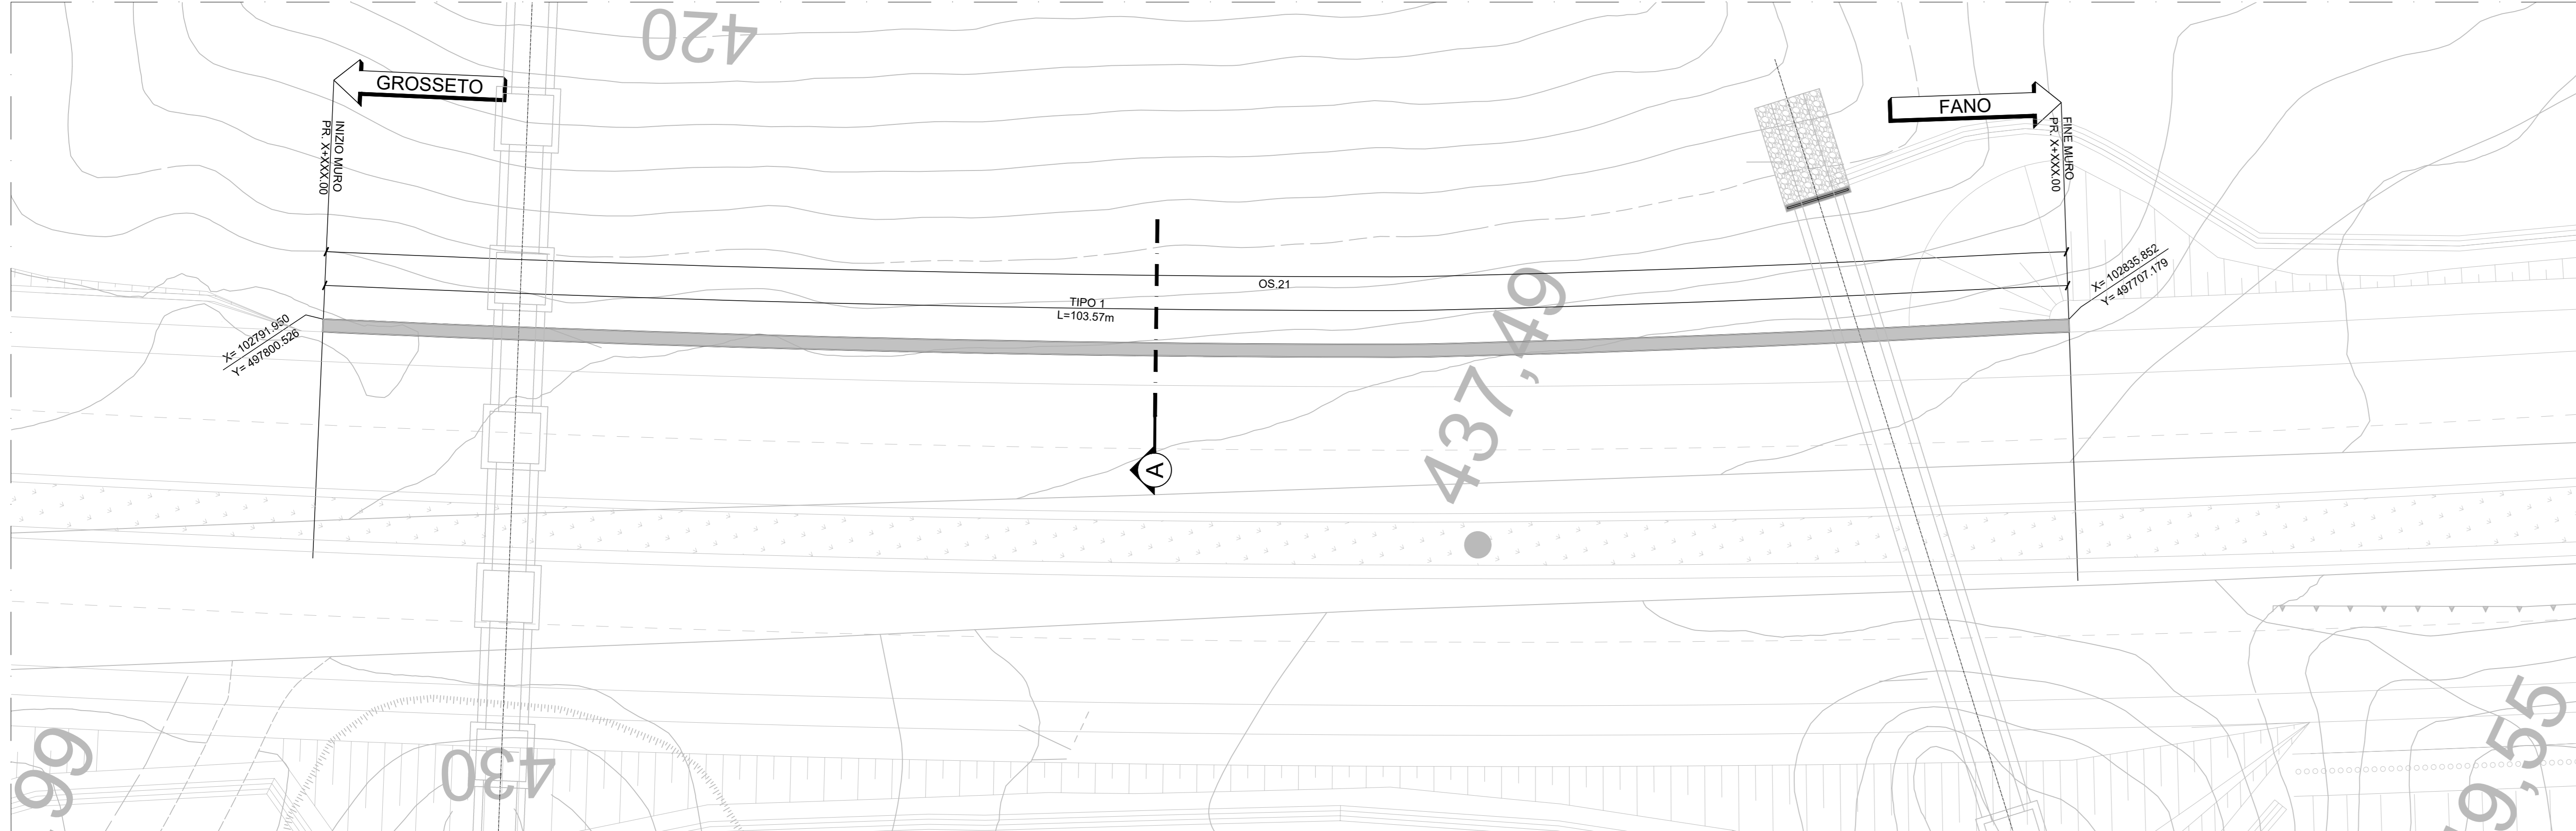 420
GROSSETO
FANO
INIZIO MURO
PR. X+XXX.00
FINE MURO
PR. X+XXX.00
X= 102835.852
Y= 497707.179
OS.21
TIPO 1
L=103.57m
X= 102791.950
Y= 497800.526
437,49
A
430
99
9,55